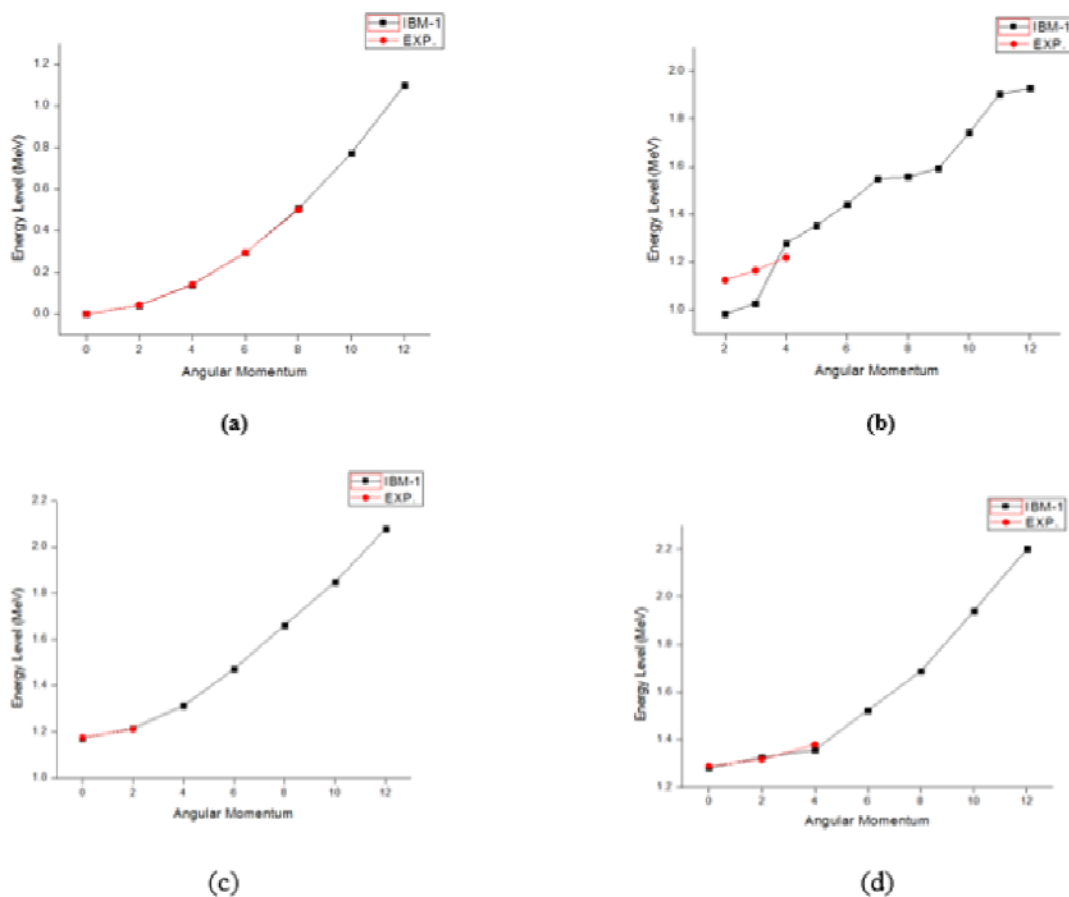 IBM-1
EXP.
1.2
1.0
0.8
0.6
0.4
0.2
0.0
Energy Level (MeV)
0 2 4 6 8 10 12
Angular Momentum
(a)
IBM-1
EXP.
2.0
1.8
1.6
1.4
1.2
1.0
Energy Level (MeV)
2 4 6 8 10 12
Angular Momentum
(b)
IBM-1
EXP.
2.2
2.0
1.8
1.6
1.4
1.2
1.0
Energy Level (MeV)
0 2 4 6 8 10 12
Angular Momentum
(c)
IBM-1
EXP.
2.2
2.0
1.8
1.6
1.4
1.2
Energy Level (MeV)
0 2 4 6 8 10 12
Angular Momentum
(d)